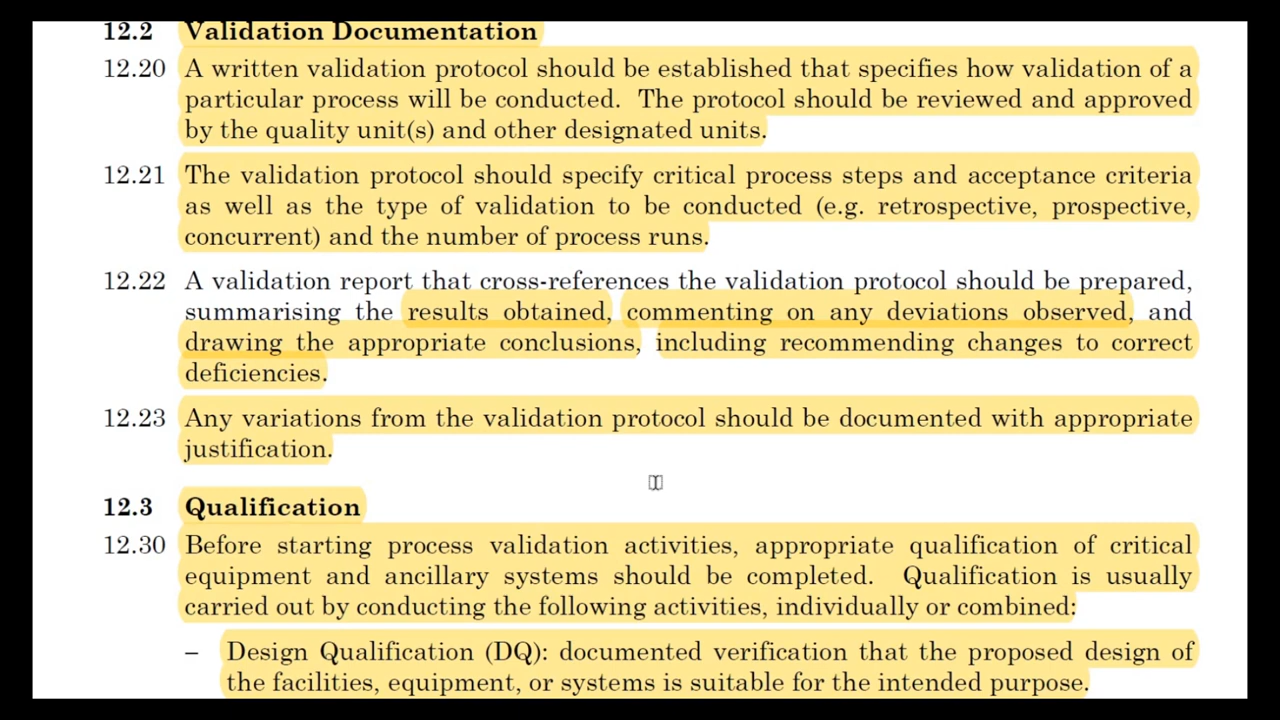 12.2 Validation Documentation
12.20 A written validation protocol should be established that specifies how validation of a
particular process will be conducted. The protocol should be reviewed and approved
by the quality unit(s) and other designated units.
12.21 The validation protocol should specify critical process steps and acceptance criteria
as well as the type of validation to be conducted (e.g. retrospective, prospective,
concurrent) and the number of process runs.
12.22 A validation report that cross-references the validation protocol should be prepared,
summarising the results obtained, commenting on any deviations observed, and
drawing the appropriate conclusions, including recommending changes to correct
deficiencies.
12.23 Any variations from the validation protocol should be documented with appropriate
justification.
12.3 Qualification
12.30 Before starting process validation activities, appropriate qualification of critical
equipment and ancillary systems should be completed. Qualification is usually
carried out by conducting the following activities, individually or combined:
– Design Qualification (DQ): documented verification that the proposed design of
the facilities, equipment, or systems is suitable for the intended purpose.